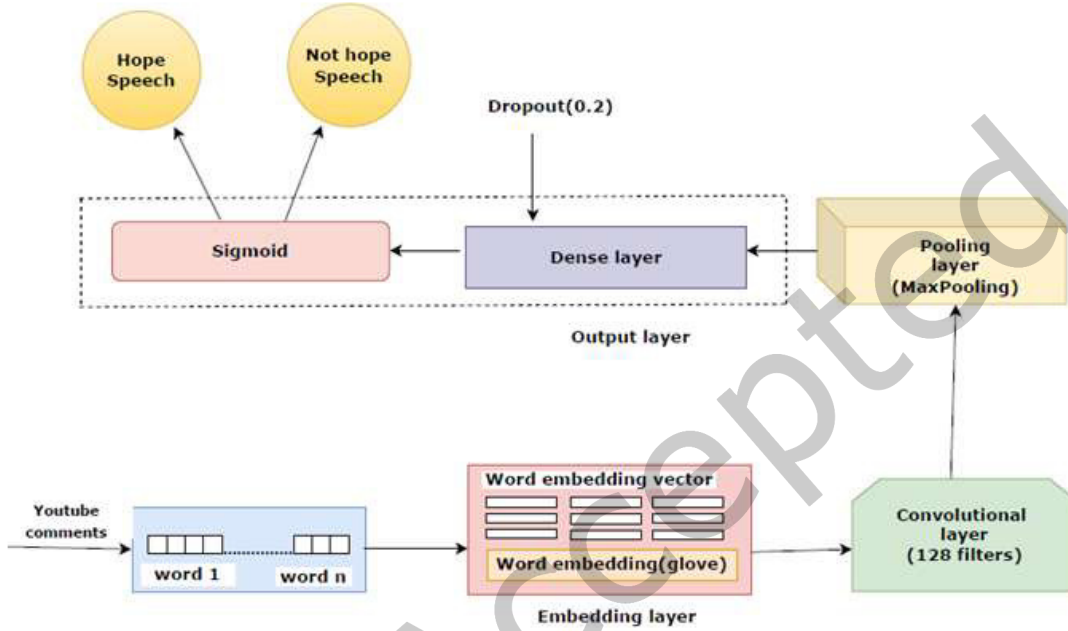 Hope
Speech
Not hope
Speech
Dropout(0.2)
Sigmoid
Dense layer
Pooling
layer
(MaxPooling)
Output layer
Youtube
comments
word 1
word n
Word embedding vector
Word embedding(glove)
Embedding layer
Convolutional
layer
(128 filters)
Accepted